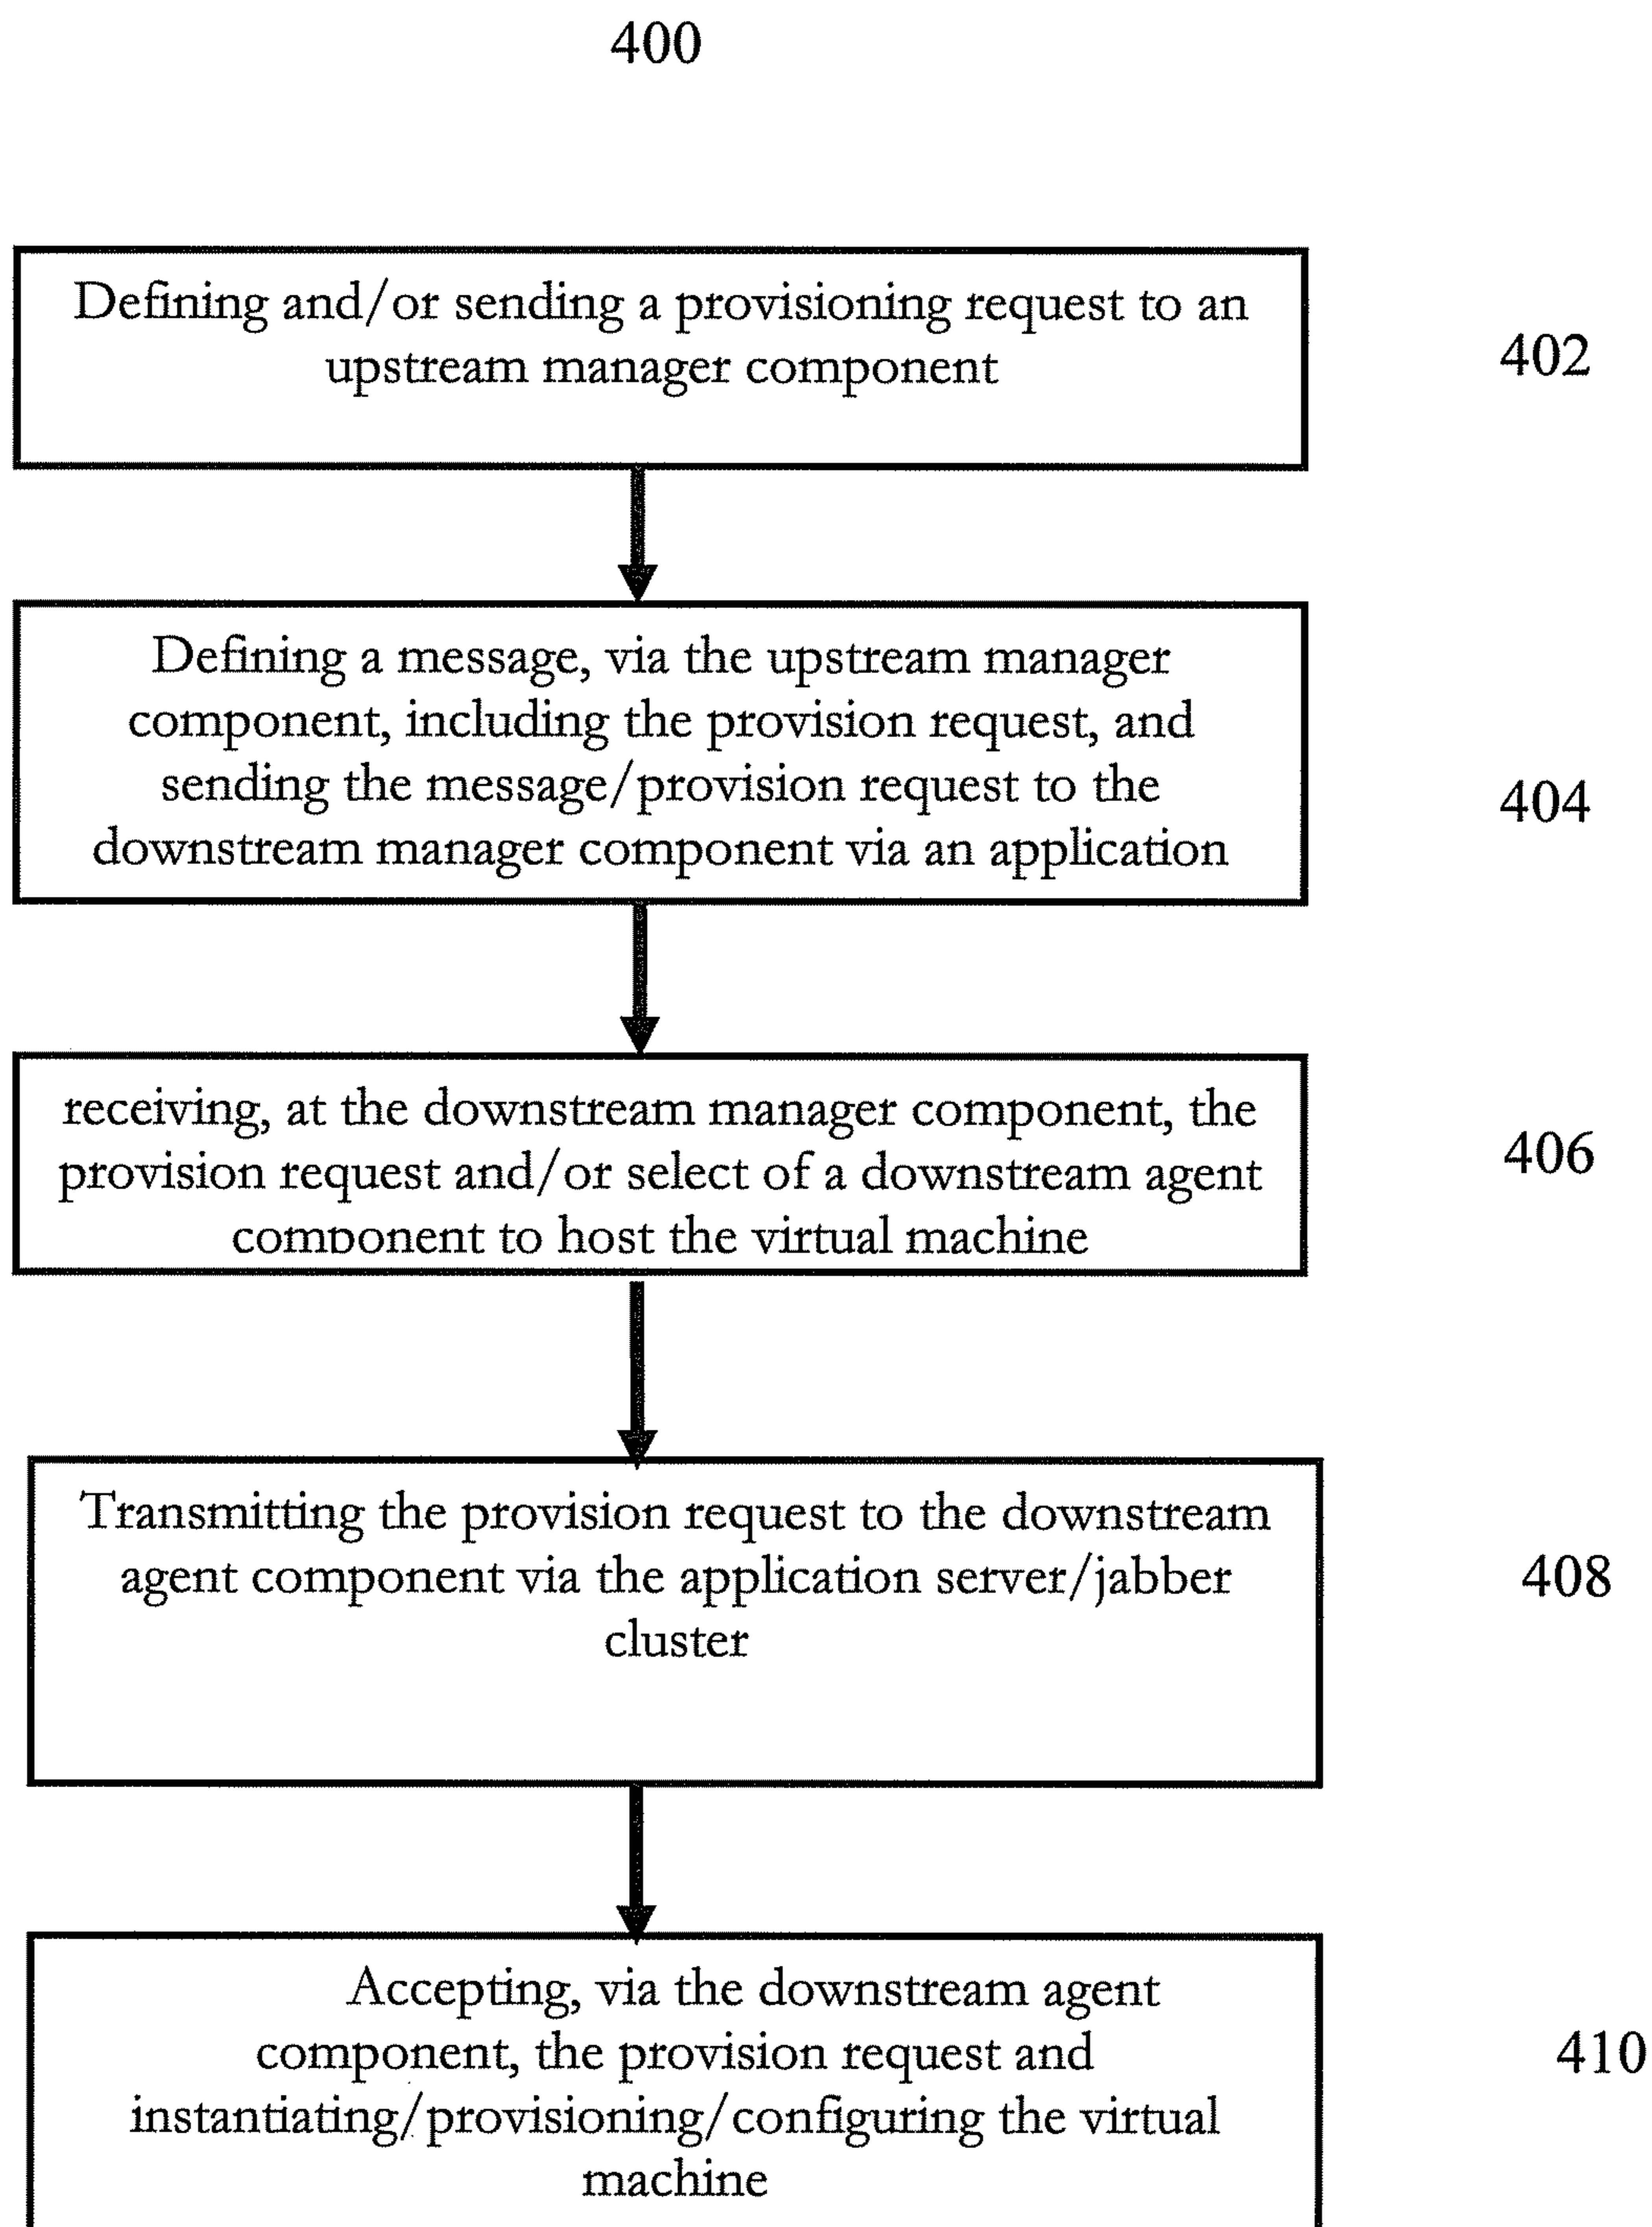 400
Defining and/or sending a provisioning request to an
upstream manager component
402
Defining a message, via the upstream manager
component, including the provision request, and
sending the message/provision request to the
downstream manager component via an application
404
receiving, at the downstream manager component, the
provision request and/or select of a downstream agent
component to host the virtual machine
406
Transmitting the provision request to the downstream
agent component via the application server/jabber
cluster
408
Accepting, via the downstream agent
component, the provision request and
instantiating/provisioning/configuring the virtual
machine
410